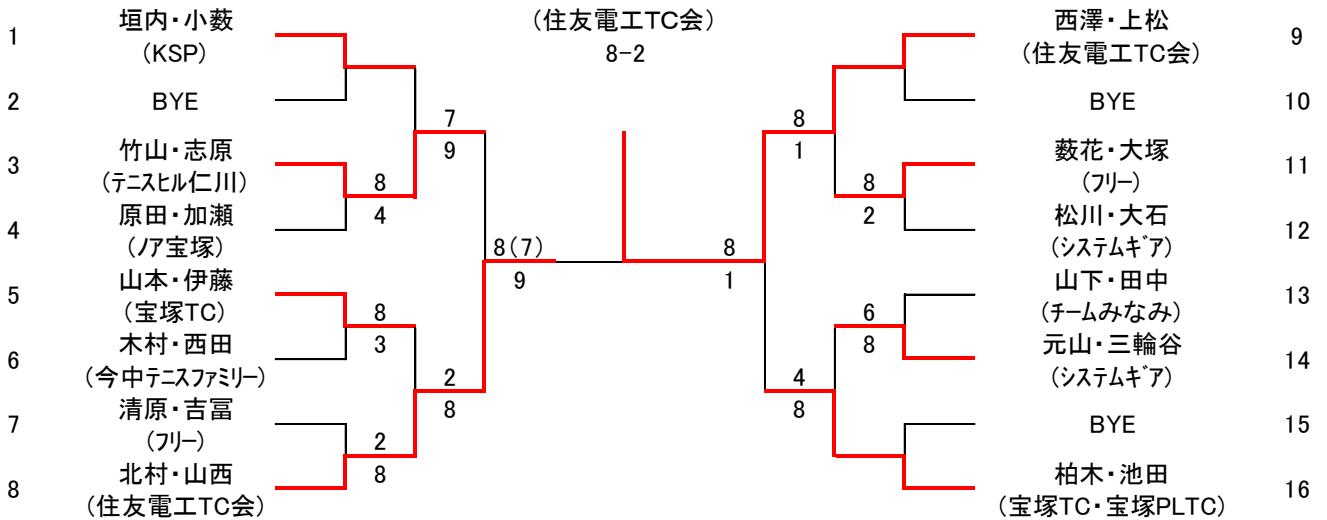 垣内・小薮
1
(KSP)
2
BYE
竹山・志原
3
(テニスヒル仁川)
原田・加瀬
4
(ノア宝塚)
山本・伊藤
5
(宝塚TC)
木村・西田
6
(今中テニスファミリー)
清原・吉冨
7
(フリー)
北村・山西
8
(住友電工TC会)
8
4
8
3
2
8
7
9
2
8
8(7)
9
(住友電工TC会)
8-2
8
1
8
1
4
8
8
2
6
8
西澤・上松
9
(住友電工TC会)
BYE
10
薮花・大塚
11
(フリー)
松川・大石
12
(システムギア)
山下・田中
13
(チームみなみ)
元山・三輪谷
14
(システムギア)
BYE
15
柏木・池田
16
(宝塚TC・宝塚PLTC)